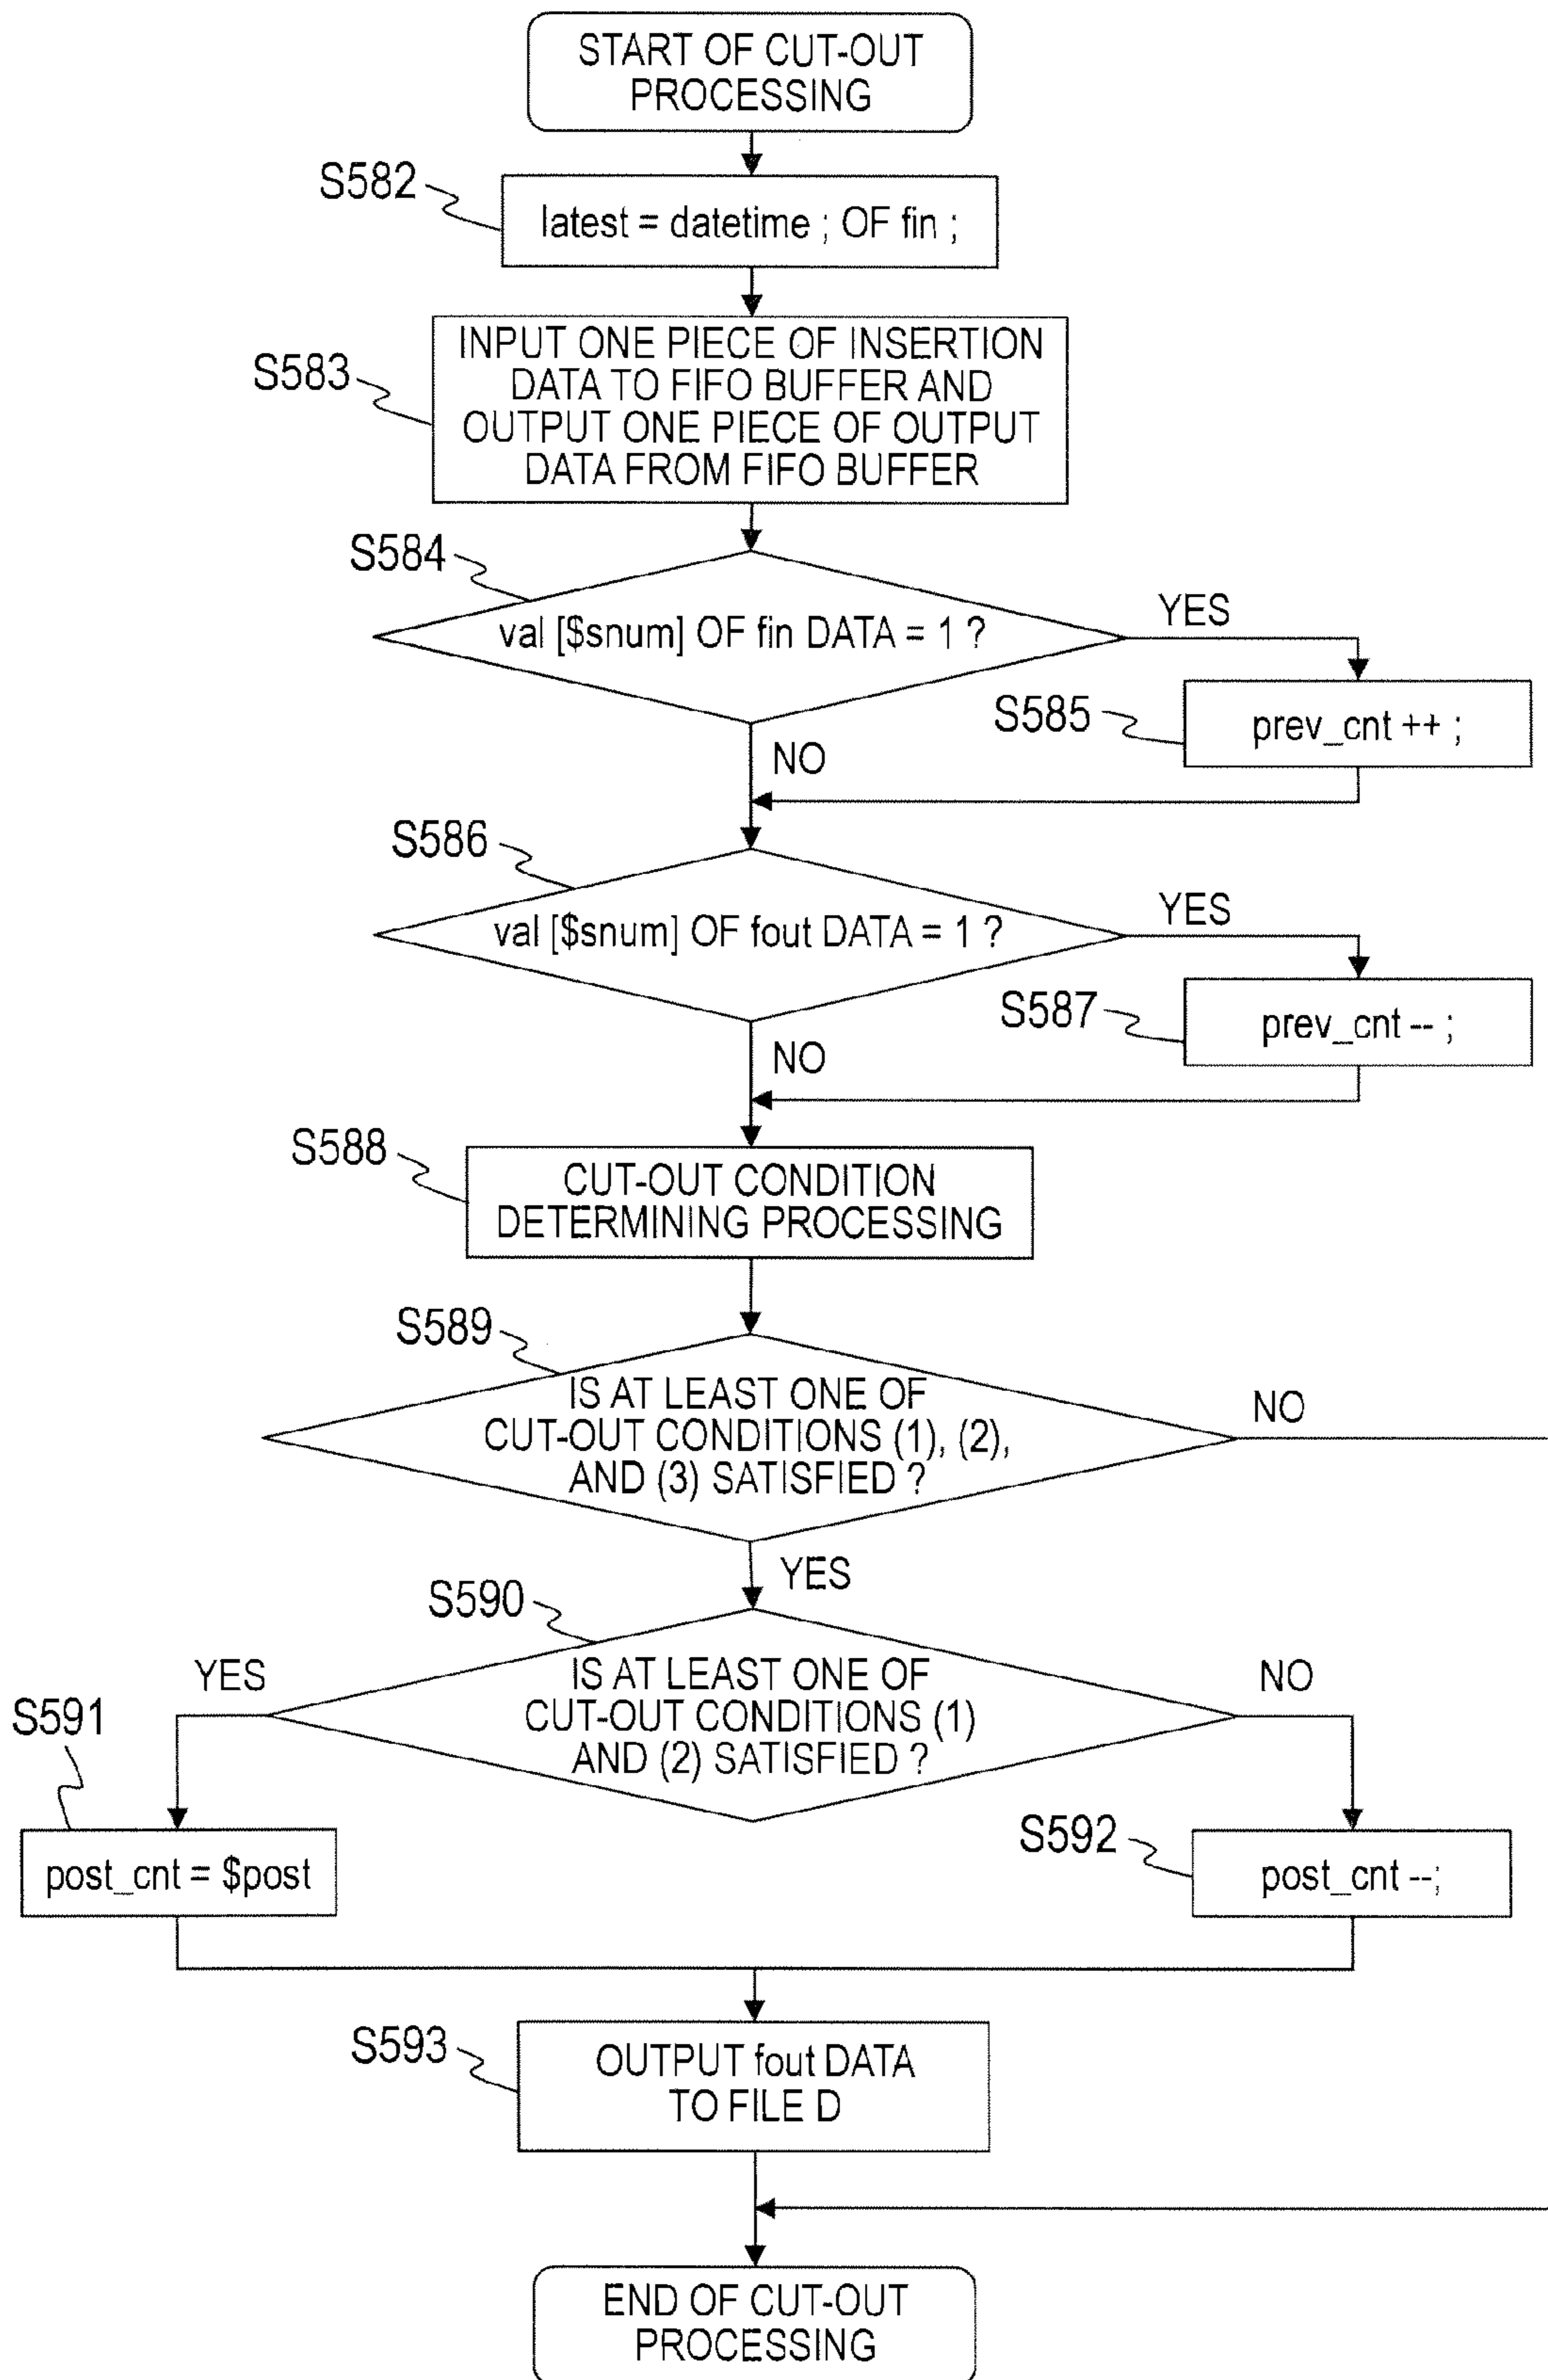 START OF CUT-OUT
PROCESSING
S582
latest = datetime ; OF fin ;
S583
INPUT ONE PIECE OF INSERTION
DATA TO FIFO BUFFER AND
OUTPUT ONE PIECE OF OUTPUT
DATA FROM FIFO BUFFER
S584
val [$snum] OF fin DATA = 1 ?
YES
S585
prev_cnt ++ ;
NO
S586
val [$snum] OF fout DATA = 1 ?
YES
S587
prev_cnt -- ;
NO
S588
CUT-OUT CONDITION
DETERMINING PROCESSING
S589
IS AT LEAST ONE OF
CUT-OUT CONDITIONS (1), (2),
AND (3) SATISFIED ?
NO
YES
S590
IS AT LEAST ONE OF
CUT-OUT CONDITIONS (1)
AND (2) SATISFIED ?
YES
NO
S591
post_cnt = $post
S592
post_cnt --;
S593
OUTPUT fout DATA
TO FILE D
END OF CUT-OUT
PROCESSING